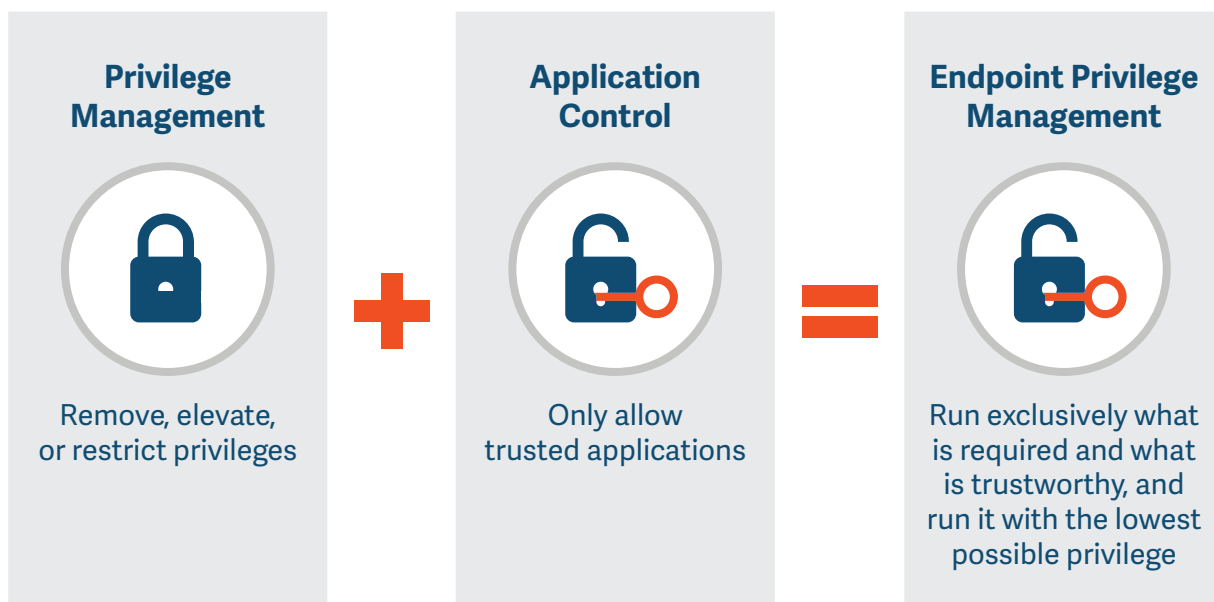 Privilege
Management
Remove, elevate,
or restrict privileges
Application
Control
Only allow
trusted applications
Endpoint Privilege
Management
Run exclusively what
is required and what
is trustworthy, and
run it with the lowest
possible privilege